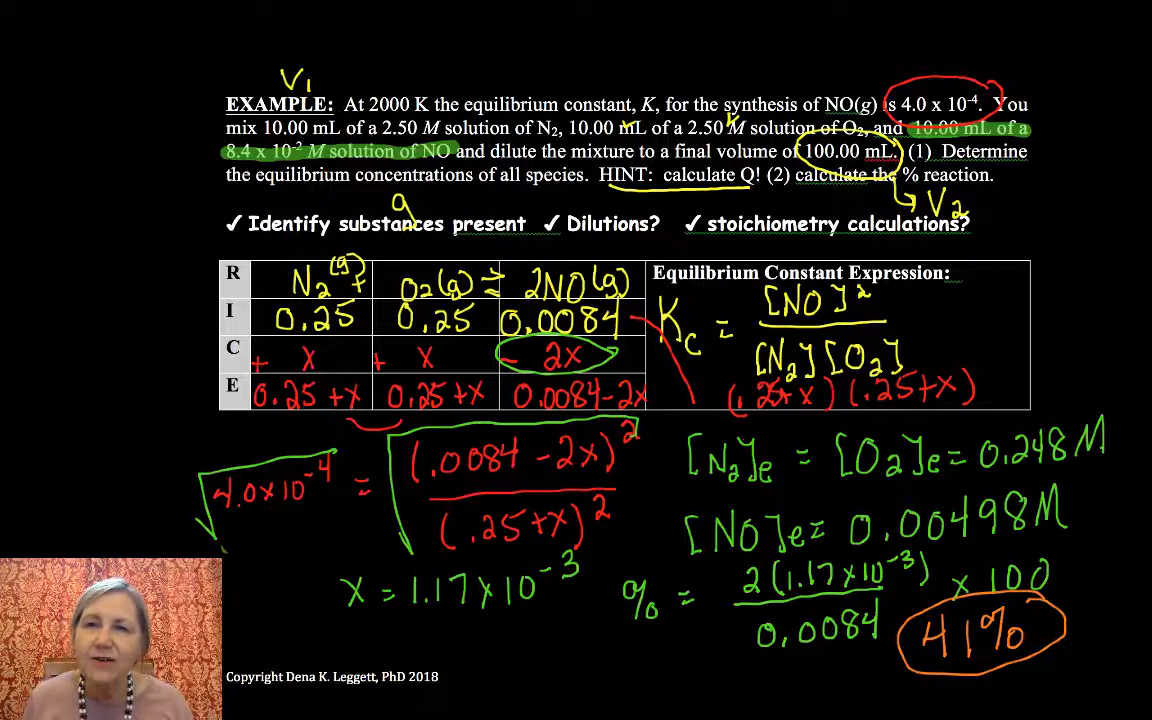 V1
EXAMPLE: At 2000 K the equilibrium constant, K, for the synthesis of NO(g) is 4.0 x 10⁻⁴. You
mix 10.00 mL of a 2.50 M solution of N₂, 10.00 mL of a 2.50 M solution of O₂, and 10.00 mL of a
8.4 x 10⁻² M solution of NO and dilute the mixture to a final volume of 100.00 mL. (1) Determine
the equilibrium concentrations of all species. HINT: calculate Q! (2) calculate the % reaction.
V2
g
✓ Identify substances present ✓ Dilutions? ✓ stoichiometry calculations?
R N₂(g) + O₂(g) ⇌ 2NO(g) Equilibrium Constant Expression:
I 0.25 0.25 0.0084 Kc = [NO]² / [N₂][O₂]
C + x + x - 2x
E 0.25 +x 0.25+x 0.0084-2x (.25+x) (.25+x)
√4.0x10⁻⁴ = √(.0084 - 2x)² / (.25+x)²
[N₂]e = [O₂]e = 0.248M
[NO]e = 0.00498M
x = 1.17x10⁻³ % = 2(1.17x10⁻³) / 0.0084 x 100
41%
Copyright Dena K. Leggett, PhD 2018